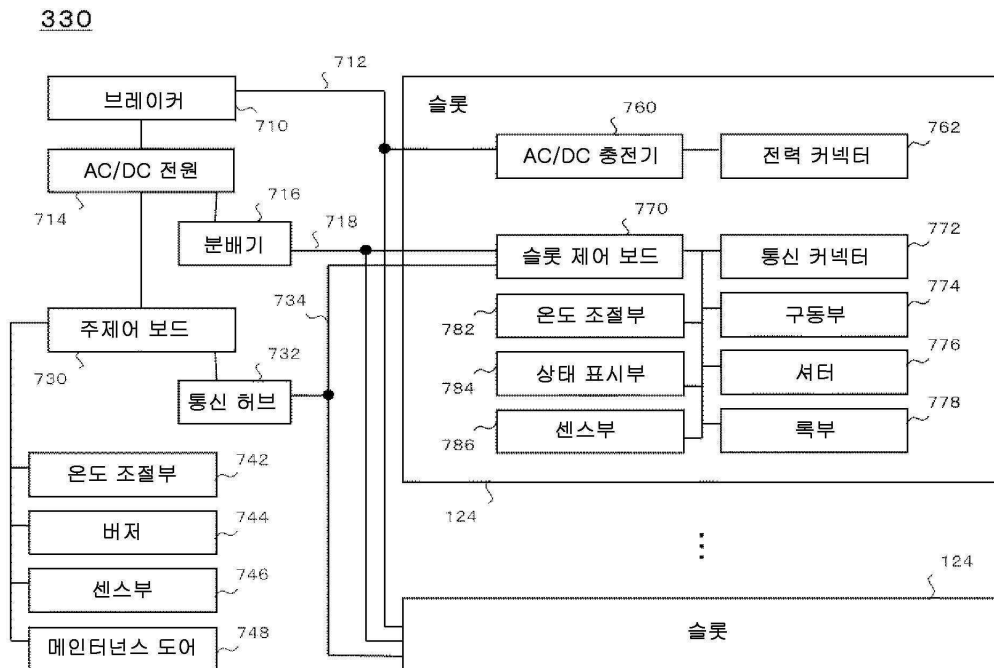 330
브레이커
710
712
AC/DC 전원
714
716
분배기
718
주제어 보드
730
732
통신 허브
734
온도 조절부
742
버저
744
센스부
746
메인터넌스 도어
748
슬롯
760
AC/DC 충전기
762
전력 커넥터
770
슬롯 제어 보드
772
통신 커넥터
782
온도 조절부
774
구동부
784
상태 표시부
776
셔터
786
센스부
778
록부
124
124
슬롯